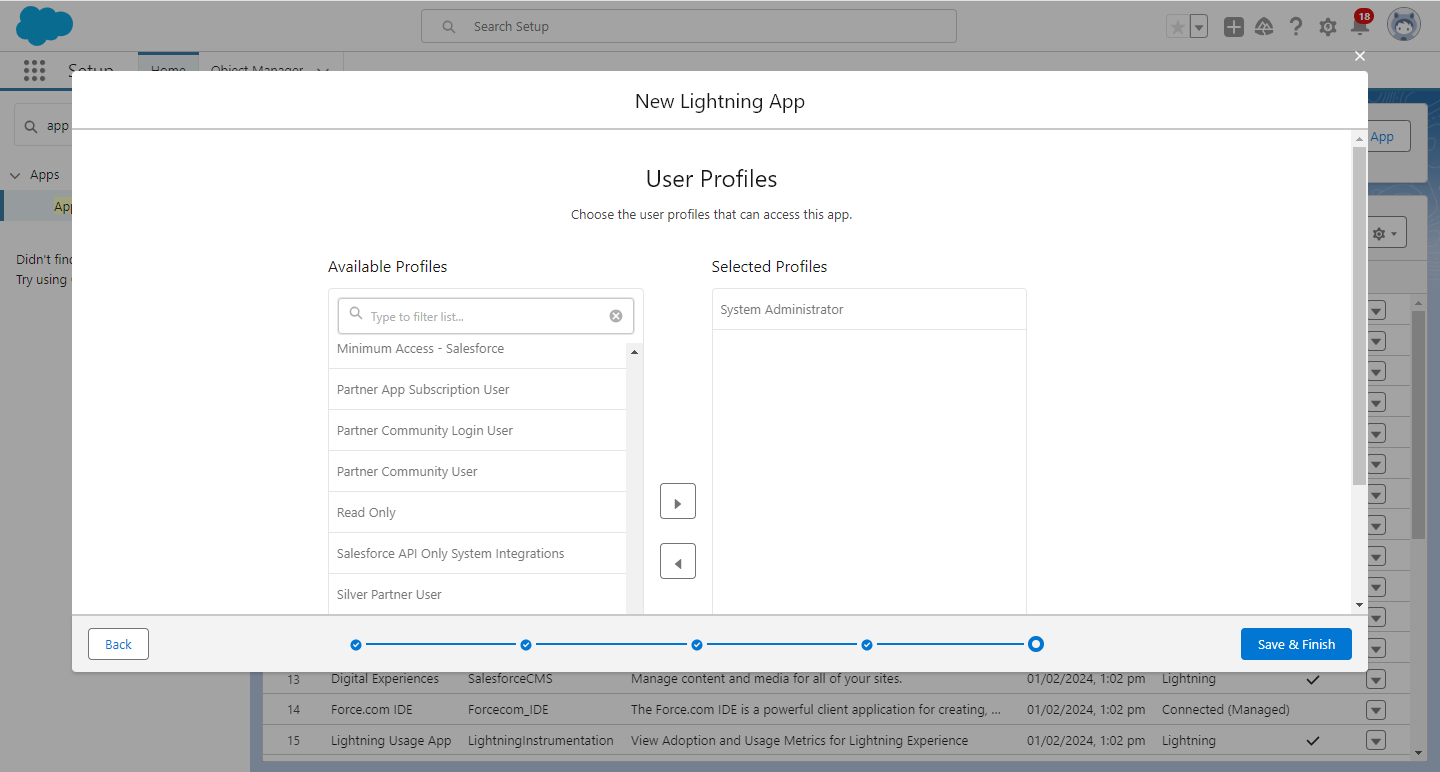 Search Setup
18
Setup
Home
Object Manager
app
App
Apps
App
Didn't find
Try using
New Lightning App
User Profiles
Choose the user profiles that can access this app.
Available Profiles
Type to filter list...
Minimum Access - Salesforce
Partner App Subscription User
Partner Community Login User
Partner Community User
Read Only
Salesforce API Only System Integrations
Silver Partner User
Selected Profiles
System Administrator
Back
Save & Finish
13 Digital Experiences SalesforceCMS Manage content and media for all of your sites. 01/02/2024, 1:02 pm Lightning
14 Force.com IDE Forcecom_IDE The Force.com IDE is a powerful client application for creating, ... 01/02/2024, 1:02 pm Connected (Managed)
15 Lightning Usage App LightningInstrumentation View Adoption and Usage Metrics for Lightning Experience 01/02/2024, 1:02 pm Lightning